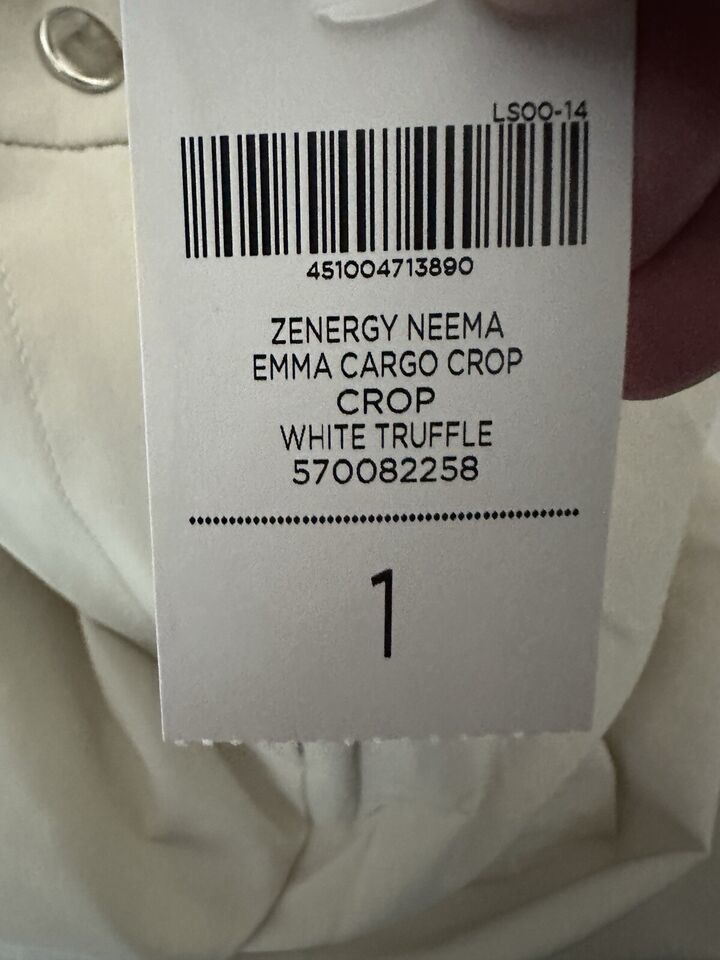 LS00-14
451004713890
ZENERGY NEEMA
EMMA CARGO CROP
CROP
WHITE TRUFFLE
570082258
1